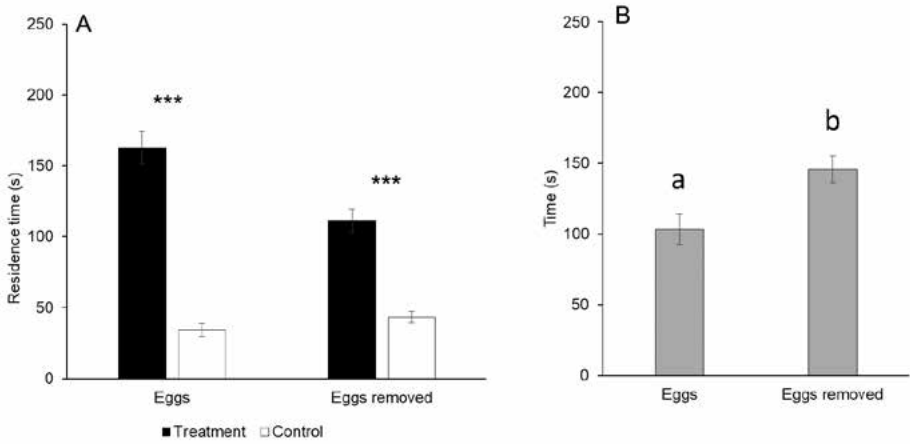 A
Residence time (s)
250
200
150
100
50
0
***
***
Eggs
Eggs removed
Treatment
Control
B
Time (s)
250
200
150
100
50
0
a
b
Eggs
Eggs removed